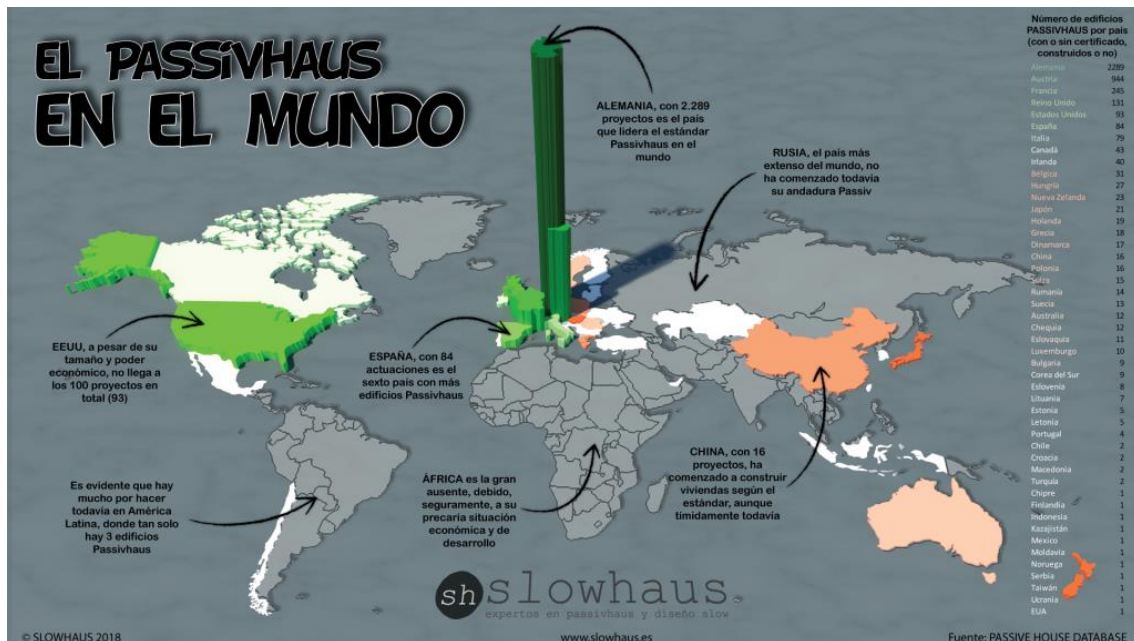 EL PASSIVHAUS
EN EL MUNDO
ALEMANIA, con 2.289
proyectos es el país
que lidera el estándar
Passivhaus en el
mundo
RUSIA, el país más
extenso del mundo, no
ha comenzado todavía
su andadura Passiv
EEUU, a pesar de su
tamaño y poder
económico, no llega a
los 100 proyectos en
total (93)
ESPAÑA, con 84
actuaciones es el
sexto país con más
edificios Passivhaus
Es evidente que hay
mucho por hacer
todavía en América
Latina, donde tan solo
hay 3 edificios
Passivhaus
ÁFRICA es la gran
ausente, debido,
seguramente, a su
precaria situación
económica y de
desarrollo
CHINA, con 16
proyectos, ha
comenzado a construir
viviendas según el
estándar, aunque
tímidamente todavía
Número de edificios
PASSIVHAUS por país
(con o sin certificado,
construidos o no)
Alemania 2289
Austria 944
Francia 245
Reino Unido 131
Estados Unidos 93
España 84
Italia 79
Canadá 43
Irlanda 40
Bélgica 31
Hungría 27
Nueva Zelanda 23
Japón 21
Holanda 19
Grecia 18
Dinamarca 17
China 16
Polonia 16
Suiza 15
Rumanía 14
Suecia 13
Australia 12
Chequia 12
Eslovaquia 11
Luxemburgo 10
Bulgaria 9
Corea del Sur 9
Eslovenia 8
Lituania 7
Estonia 5
Letonia 5
Portugal 4
Chile 2
Croacia 2
Macedonia 2
Turquía 2
Chipre 1
Finlandia 1
Indonesia 1
Kazajistán 1
Mexico 1
Moldavia 1
Noruega 1
Serbia 1
Taiwán 1
Ucrania 1
EUA 1
sh slowhaus
expertos en passivhaus y diseño slow
© SLOWHAUS 2018
www.slowhaus.es
Fuente: PASSIVE HOUSE DATABASE